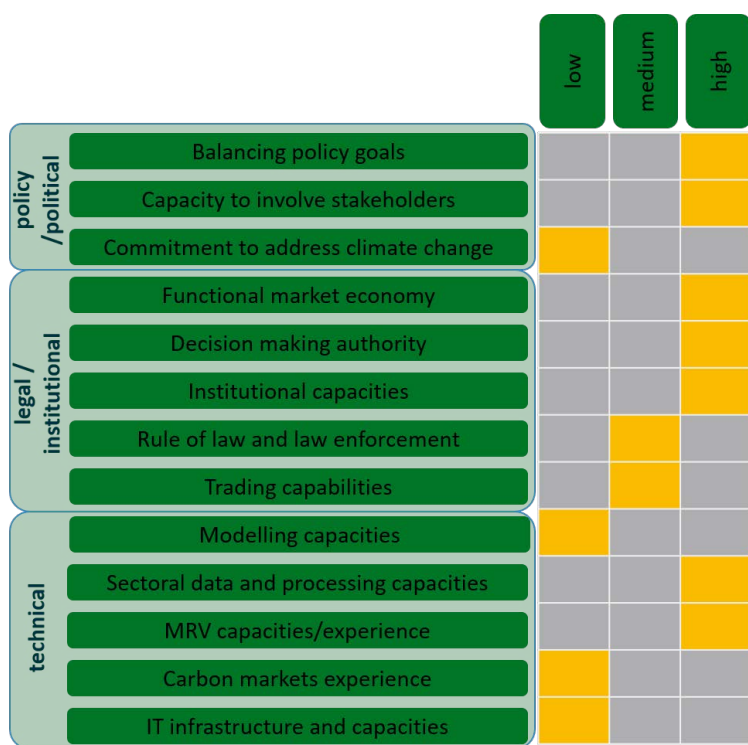 low
medium
high
policy
/political
Balancing policy goals
Capacity to involve stakeholders
Commitment to address climate change
legal /
institutional
Functional market economy
Decision making authority
Institutional capacities
Rule of law and law enforcement
Trading capabilities
technical
Modelling capacities
Sectoral data and processing capacities
MRV capacities/experience
Carbon markets experience
IT infrastructure and capacities